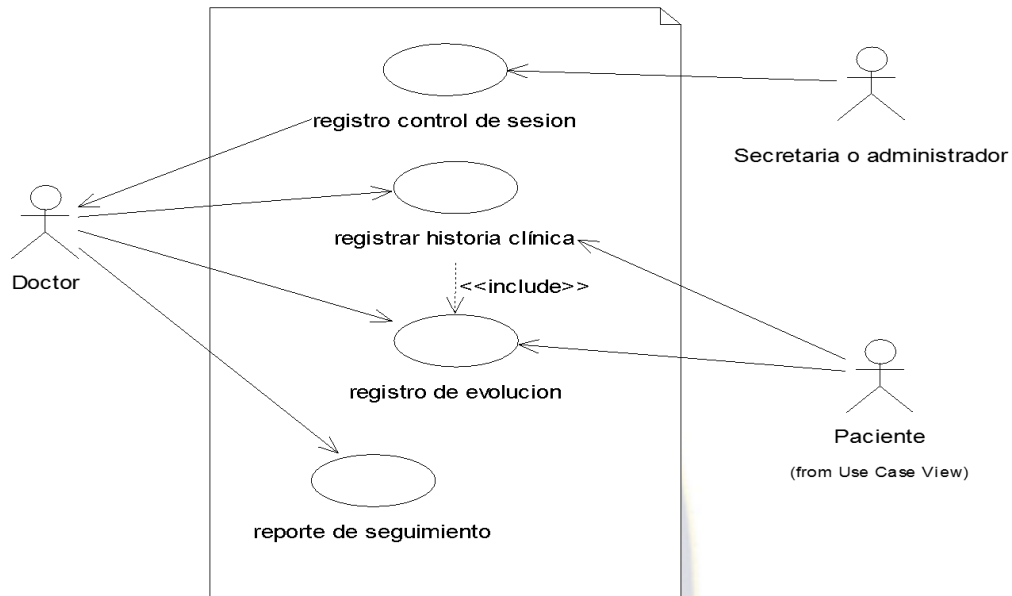 registro control de sesion
Secretaria o administrador
registrar historia clínica
Doctor
<<include>>
registro de evolucion
Paciente
(from Use Case View)
reporte de seguimiento